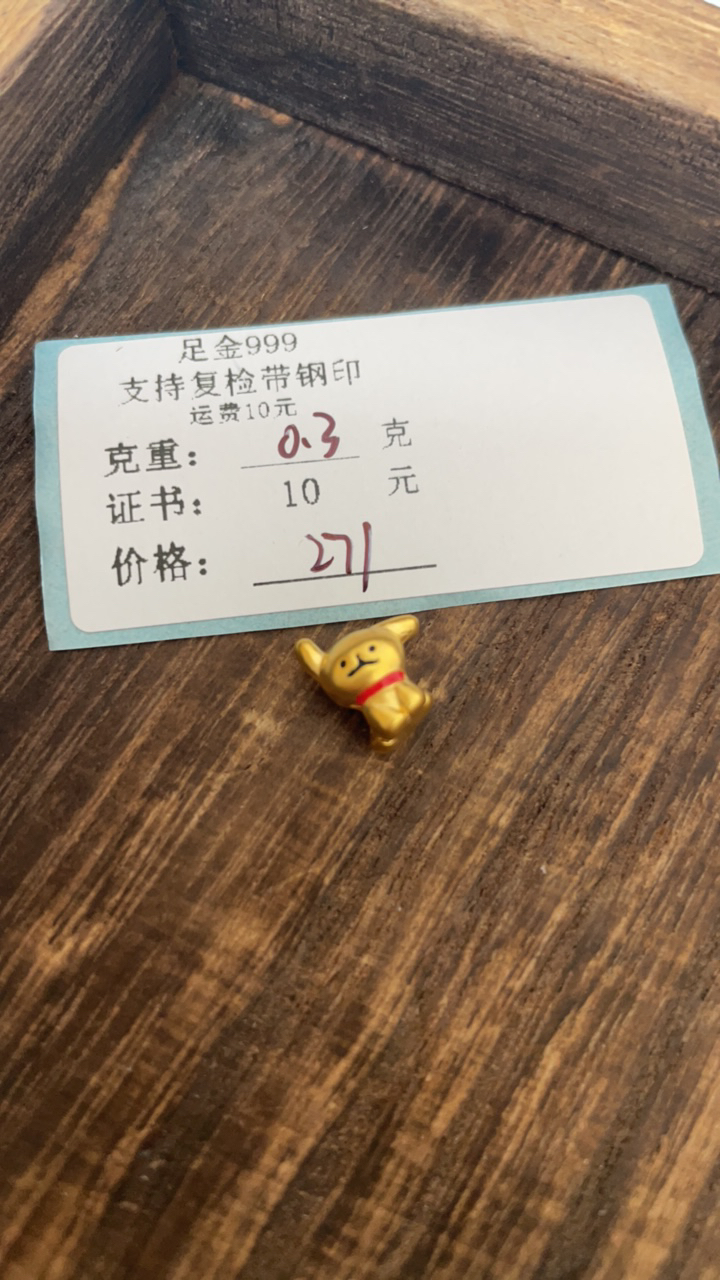 足金999
支持复检带钢印
运费10元
克重： 0.3 克
证书： 10 元
价格： 271